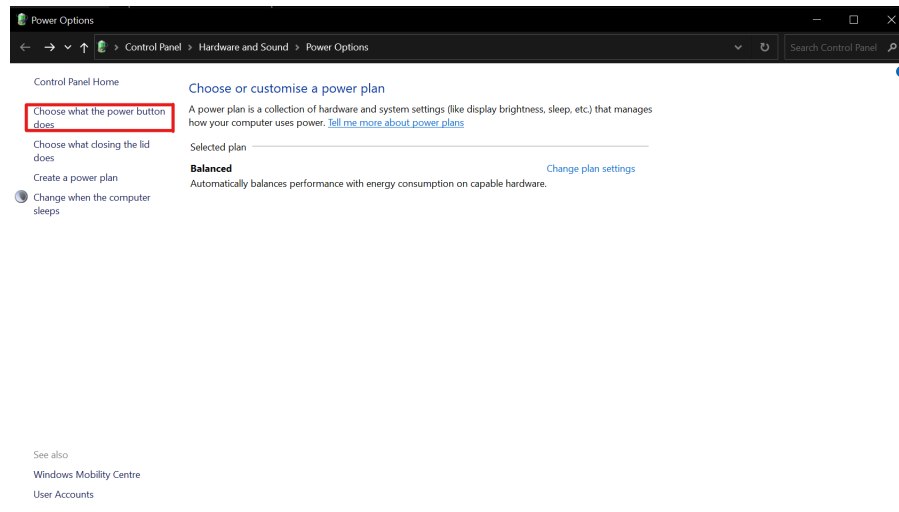 Power Options
Control Panel > Hardware and Sound > Power Options
Search Control Panel
Control Panel Home
Choose what the power button
does
Choose what closing the lid
does
Create a power plan
Change when the computer
sleeps
Choose or customise a power plan
A power plan is a collection of hardware and system settings (like display brightness, sleep, etc.) that manages
how your computer uses power. Tell me more about power plans
Selected plan
Balanced Change plan settings
Automatically balances performance with energy consumption on capable hardware.
See also
Windows Mobility Centre
User Accounts